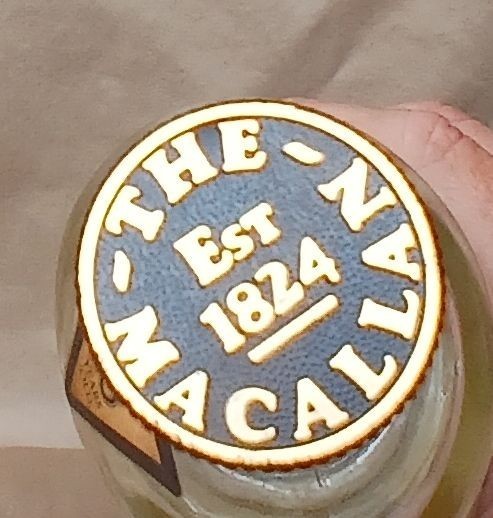 - THE -
MACALLAN
EST
1824